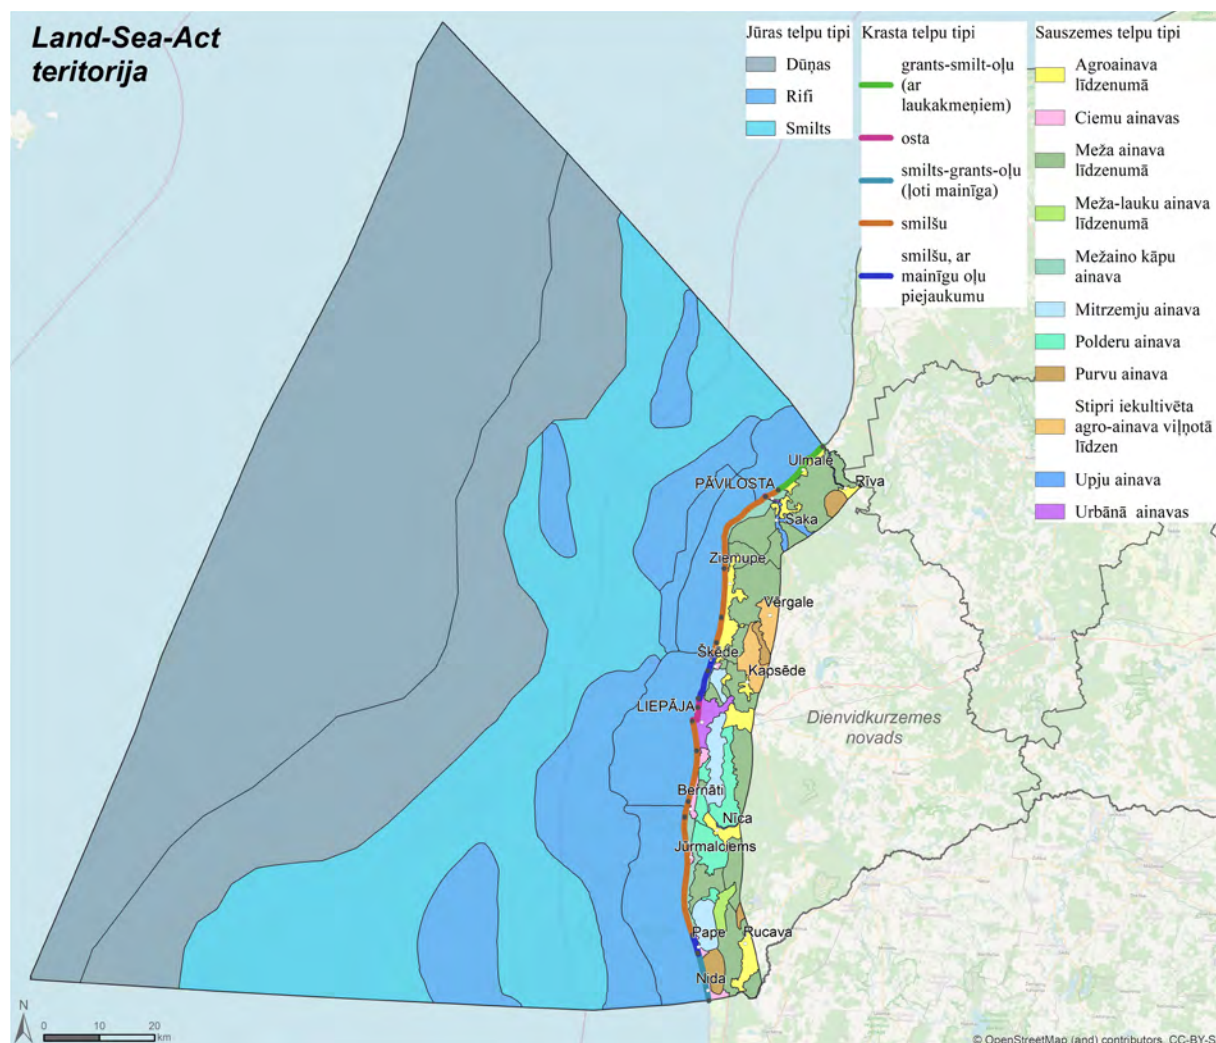 Land-Sea-Act
teritorija
Jūras telpu tipi
Dūņas
Rifi
Smilts
Krasta telpu tipi
grants-smilt-oļu
(ar
laukakmeņiem)
osta
smilts-grants-oļu
(ļoti mainīga)
smilšu
smilšu, ar
mainīgu oļu
piejaukumu
Sauszemes telpu tipi
Agroainava
līdzenumā
Ciemu ainavas
Meža ainava
līdzenumā
Meža-lauku ainava
līdzenumā
Mežaino kāpu
ainava
Mitrzemju ainava
Polderu ainava
Purvu ainava
Stipri iekultivēta
agro-ainava viļņotā
līdzen
Upju ainava
Urbānā ainavas
Ulmale
PĀVILOSTA
Rīva
Saka
Ziemupe
Vērgale
Šķēde
Kapsēde
LIEPĀJA
Dienvidkurzemes
novads
Bernāti
Nīca
Jūrmalciems
Pape
Rucava
Nida
N
0 10 20
km
© OpenStreetMap (and) contributors, CC-BY-S